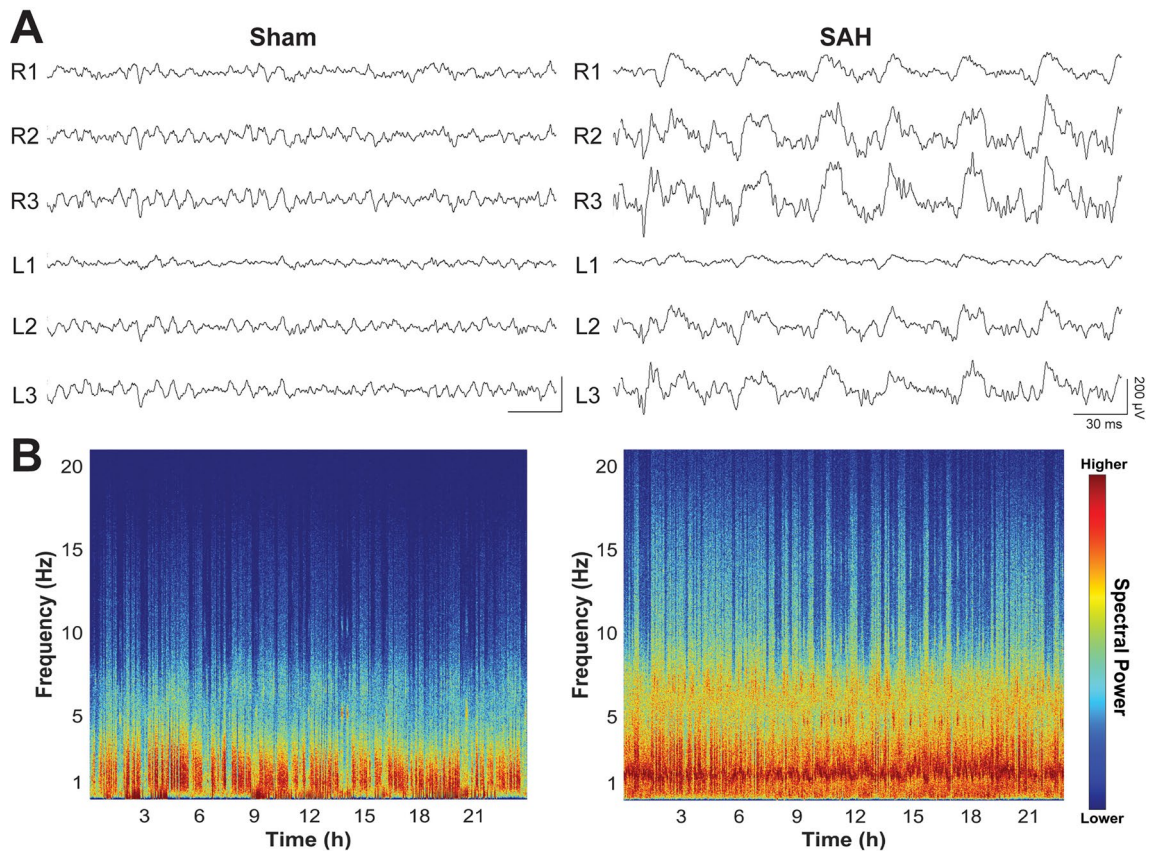 A
Sham
SAH
R1
R2
R3
L1
L2
L3
R1
R2
R3
L1
L2
L3
200 µV
30 ms
B
20
15
10
5
1
Frequency (Hz)
3 6 9 12 15 18 21
Time (h)
20
15
10
5
1
Frequency (Hz)
3 6 9 12 15 18 21
Time (h)
Higher
Spectral Power
Lower